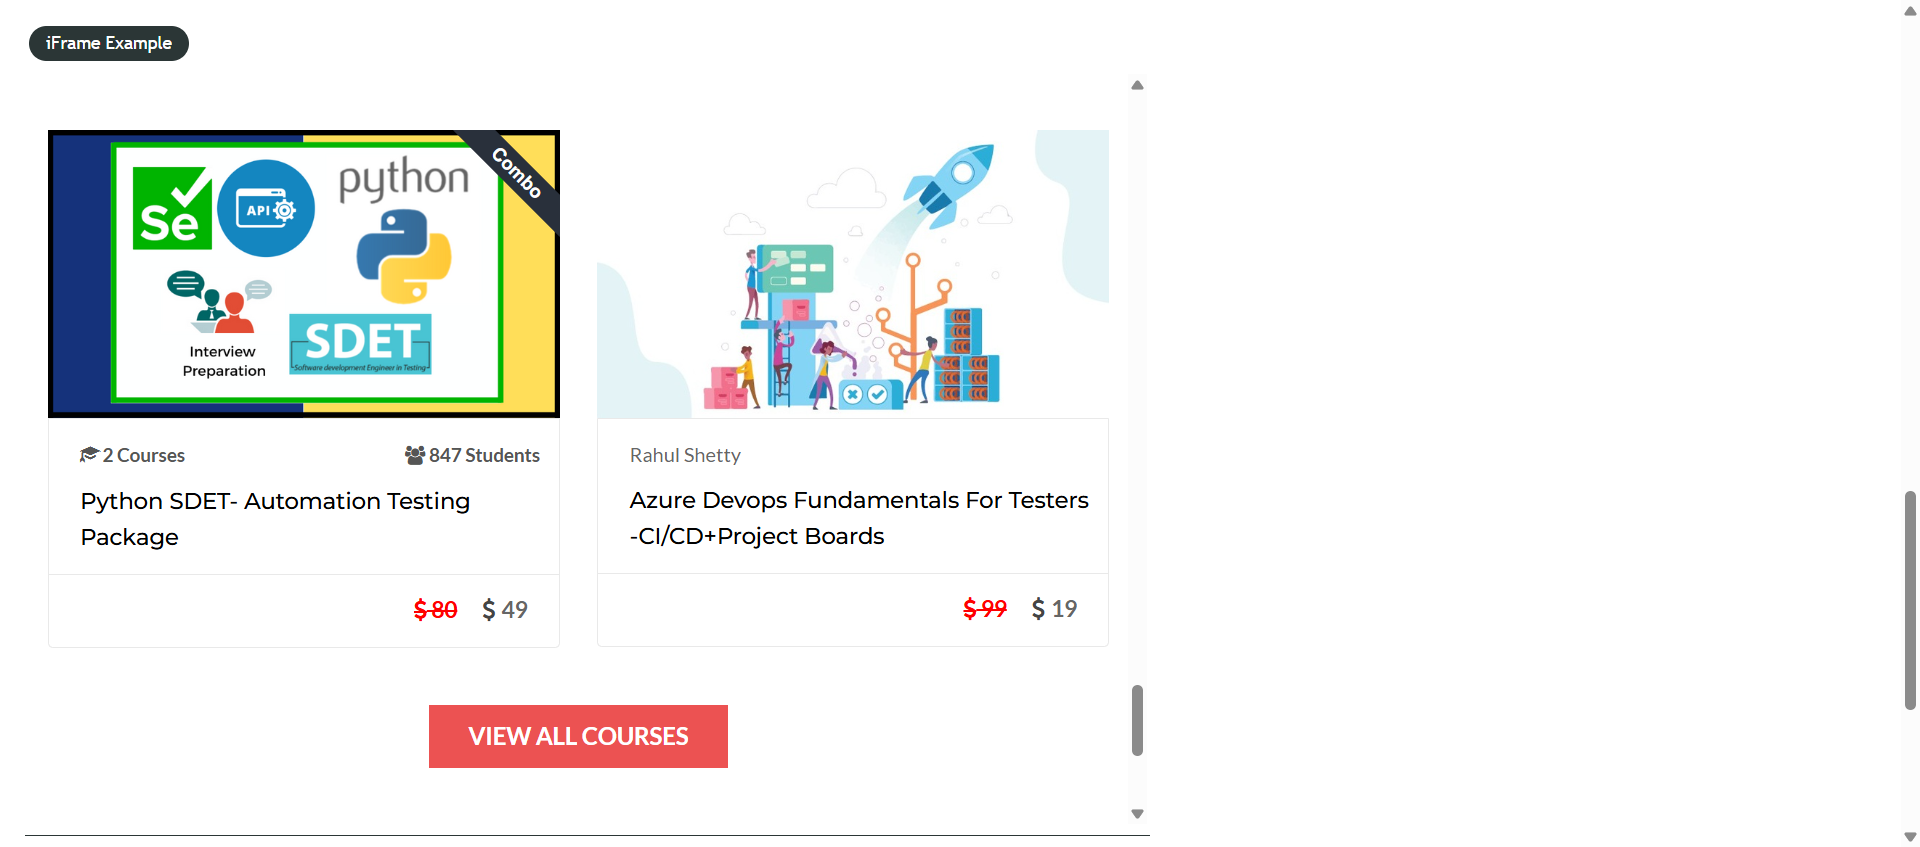 iFrame Example
Combo
python
Se
API
Interview
Preparation
SDET
Software development Engineer in Testing
2 Courses
847 Students
Python SDET- Automation Testing
Package
$ 80 $ 49
Rahul Shetty
Azure Devops Fundamentals For Testers
-CI/CD+Project Boards
$ 99 $ 19
VIEW ALL COURSES